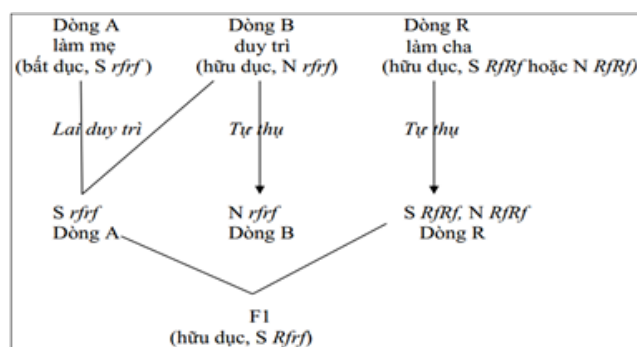 Dòng A Dòng B Dòng R
làm mẹ duy trì làm cha
(bất dục, S rfrf ) (hữu dục, N rfrf) (hữu dục, S RfRf hoặc N RfRf)
Lai duy trì Tự thụ Tự thụ
S rfrf N rfrf S RfRf, N RfRf
Dòng A Dòng B Dòng R
F1
(hữu dục, S Rfrf)